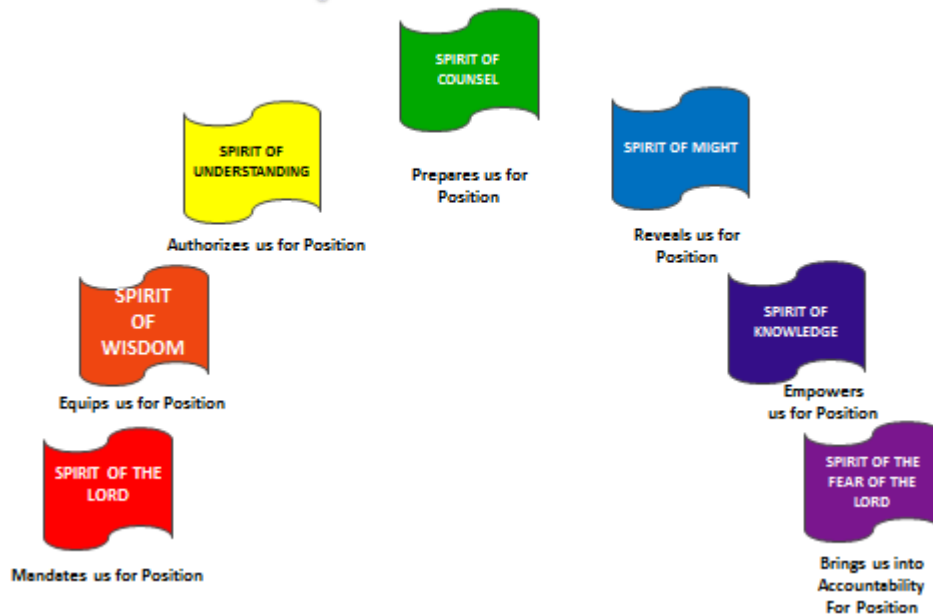 SPIRIT OF
COUNSEL
Prepares us for
Position
SPIRIT OF
UNDERSTANDING
Authorizes us for Position
SPIRIT OF MIGHT
Reveals us for
Position
SPIRIT
OF
WISDOM
Equips us for Position
SPIRIT OF
KNOWLEDGE
Empowers
us for Position
SPIRIT OF THE
LORD
Mandates us for Position
SPIRIT OF THE
FEAR OF THE
LORD
Brings us into
Accountability
For Position